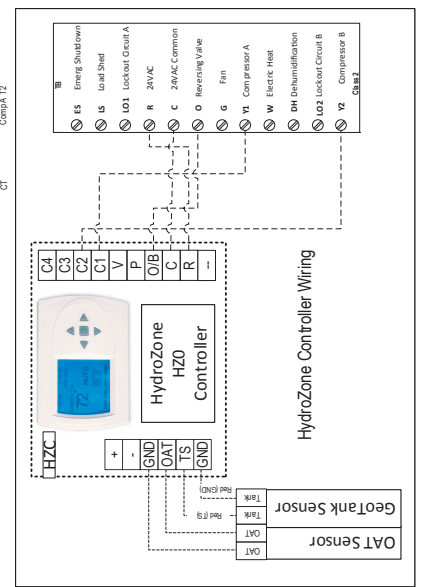 CompA T2
CT
TB
ES Emerg Shutdown
LS Load Shed
LO1 Lockout Circuit A
R 24VAC
C 24VAC Common
O Reversing Valve
G Fan
Y1 Compressor A
W Electric Heat
DH Dehumidification
LO2 Lockout Circuit B
Y2 Compressor B
Class 2
C4
C3
C2
C1
V
P
O/B
C
R
--
72 AUTO
HydroZone
HZO
Controller
HZC
+
-
GND
OAT
TS
GND
Red (GND)
Red (TS)
Tank
Tank
OAT
OAT
GeoTank Sensor
OAT Sensor
HydroZone Controller Wiring